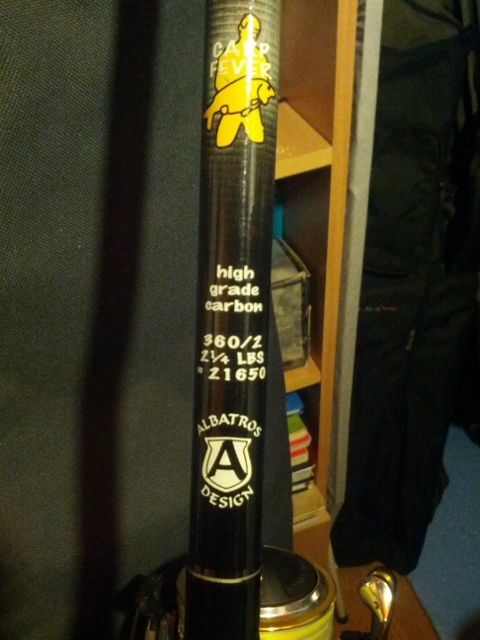 CARP
FEVER
high
grade
carbon
360/2
2¼ LBS
21650
ALBATROS
A
DESIGN